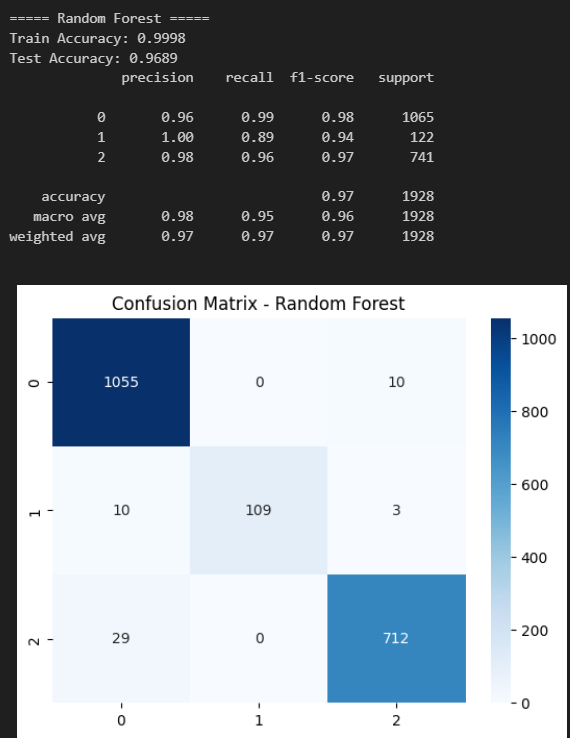 ===== Random Forest =====
Train Accuracy: 0.9998
Test Accuracy: 0.9689
precision recall f1-score support
0 0.96 0.99 0.98 1065
1 1.00 0.89 0.94 122
2 0.98 0.96 0.97 741
accuracy 0.97 1928
macro avg 0.98 0.95 0.96 1928
weighted avg 0.97 0.97 0.97 1928
Confusion Matrix - Random Forest
0 1055 0 10
1 10 109 3
2 29 0 712
0 1 2
1000
800
600
400
200
0